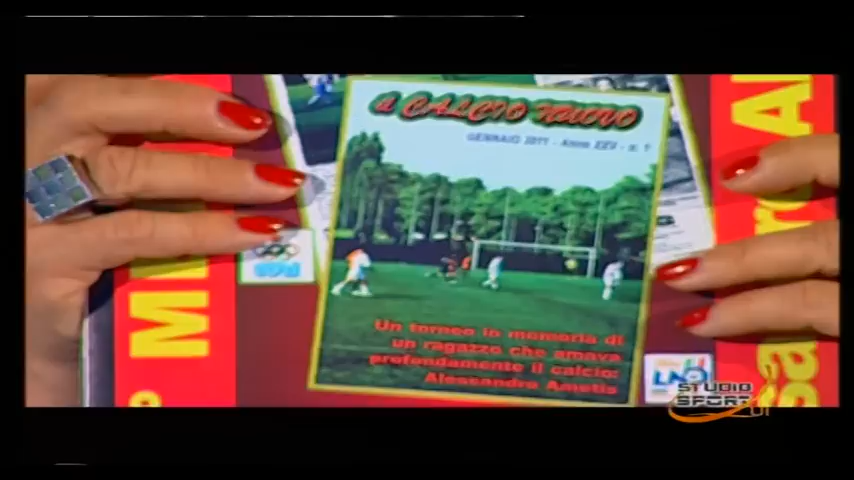 il CALCIO NUOVO
GENNAIO 2011 - Anno XXV - n. 1
Un torneo in memoria di
un ragazzo che amava
profondamente il calcio:
Alessandro Ametis
LND
STUDIO
SPORT